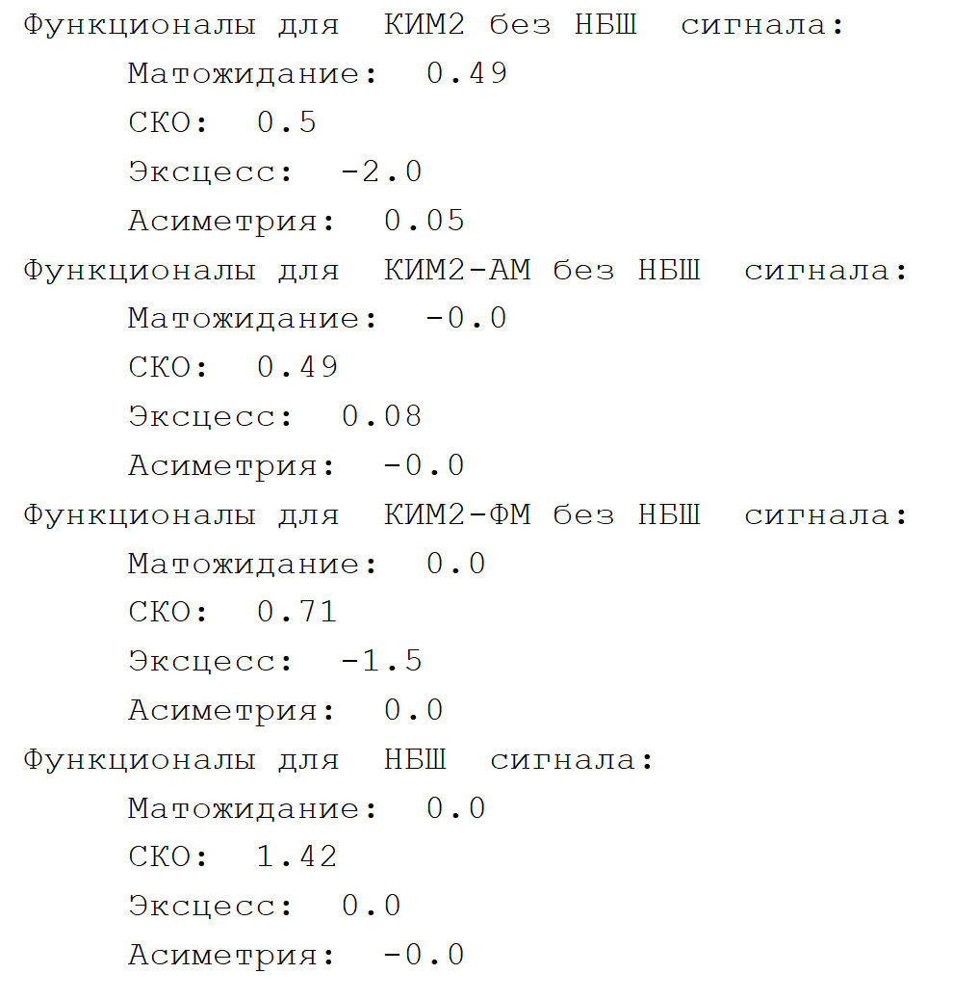 Функционалы для  КИМ2 без НБШ  сигнала:
Матожидание:  0.49
СКО:  0.5
Эксцесс:  -2.0
Асиметрия:  0.05
Функционалы для  КИМ2-АМ без НБШ  сигнала:
Матожидание:  -0.0
СКО:  0.49
Эксцесс:  0.08
Асиметрия:  -0.0
Функционалы для  КИМ2-ФМ без НБШ  сигнала:
Матожидание:  0.0
СКО:  0.71
Эксцесс:  -1.5
Асиметрия:  0.0
Функционалы для  НБШ  сигнала:
Матожидание:  0.0
СКО:  1.42
Эксцесс:  0.0
Асиметрия:  -0.0